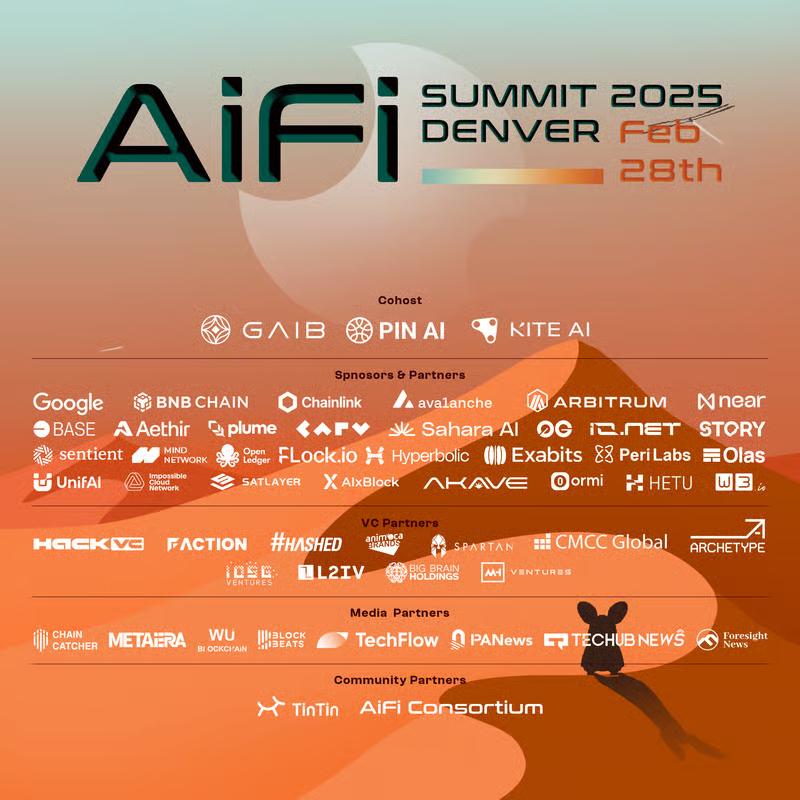 AiFi
SUMMIT 2025
DENVER Feb
28th
Cohost
GAIB PIN AI KITE AI
Spnosors & Partners
Google BNB CHAIN Chainlink avalanche ARBITRUM near
BASE Aethir plume Sahara AI 0G io.net STORY
sentient MIND NETWORK Open Ledger FLock.io Hyperbolic Exabits Peri Labs Olas
UnifAI Impossible Cloud Network SATLAYER AIxBlock AKAVE Oormi HETU W3.io
VC Partners
HACK VC FACTION #HASHED animoca BRANDS SPARTAN CMCC Global ARCHETYPE
IOSG VENTURES L2IV BIG BRAIN HOLDINGS MH VENTURES
Media Partners
CHAIN CATCHER METAERA WU BLOCKCHAIN BLOCK BEATS TechFlow PANews TECHUB NEWS Foresight News
Community Partners
TinTin AiFi Consortium